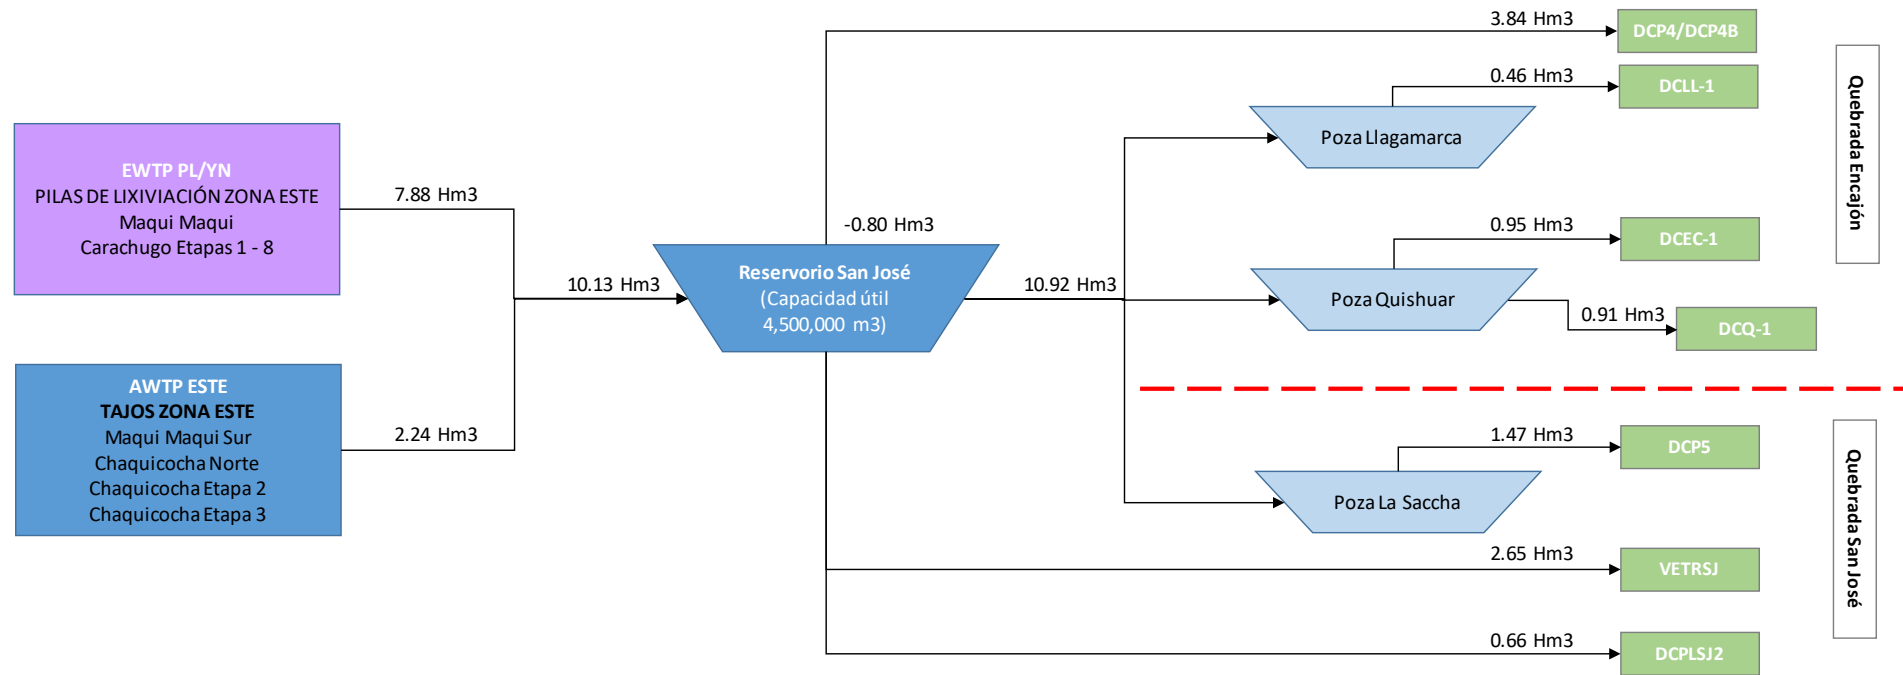 3.84 Hm3
DCP4/DCP4B
0.46 Hm3
DCLL-1
Poza Llagamarca
Quebrada Encajón
EWTP PL/YN
PILAS DE LIXIVIACIÓN ZONA ESTE
Maqui Maqui
Carachugo Etapas 1 - 8
7.88 Hm3
-0.80 Hm3
0.95 Hm3
DCEC-1
10.13 Hm3
Reservorio San José
(Capacidad útil
4,500,000 m3)
10.92 Hm3
Poza Quishuar
0.91 Hm3
DCQ-1
AWTP ESTE
TAJOS ZONA ESTE
Maqui Maqui Sur
Chaquicocha Norte
Chaquicocha Etapa 2
Chaquicocha Etapa 3
2.24 Hm3
1.47 Hm3
DCP5
Poza La Saccha
Quebrada San José
2.65 Hm3
VETRSJ
0.66 Hm3
DCPLSJ2